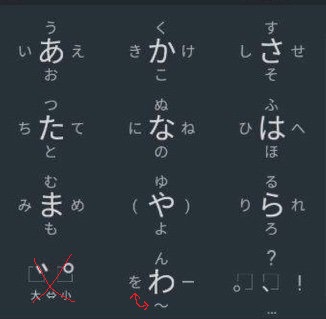 う く す
い あ え き か け し さ せ
お こ そ
つ ぬ ふ
ち た て に な ね ひ は へ
と の ほ
む ゆ る
み ま め ( や ) り ら れ
も よ ろ
ん ?
゛ ゜ を わ ー 。 、 !
大⇔小 〜 …